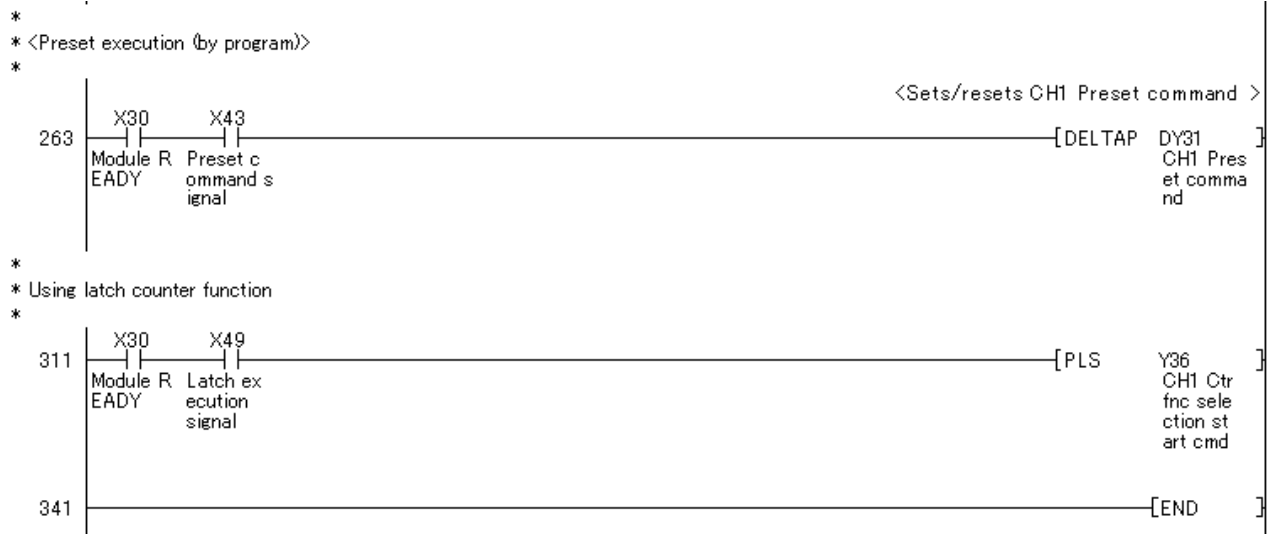 *
* <Preset execution (by program)>
*
<Sets/resets CH1 Preset command >
X30 X43
263 [DELTAP DY31 ]
Module R Preset c CH1 Pres
EADY ommand s et comma
ignal nd
*
* Using latch counter function
*
X30 X49
311 [PLS Y36 ]
Module R Latch ex CH1 Ctr
EADY ecution fnc sele
signal ction st
art cmd
341 [END ]